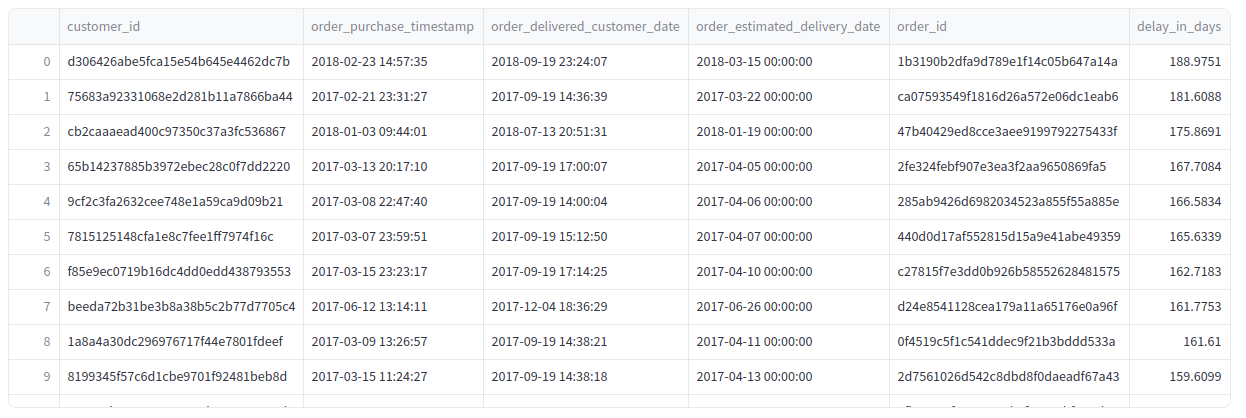 customer_id order_purchase_timestamp order_delivered_customer_date order_estimated_delivery_date order_id delay_in_days
0 d306426abe5fca15e54b645e4462dc7b 2018-02-23 14:57:35 2018-09-19 23:24:07 2018-03-15 00:00:00 1b3190b2dfa9d789e1f14c05b647a14a 188.9751
1 75683a92331068e2d281b11a7866ba44 2017-02-21 23:31:27 2017-09-19 14:36:39 2017-03-22 00:00:00 ca07593549f1816d26a572e06dc1eab6 181.6088
2 cb2caaaead400c97350c37a3fc536867 2018-01-03 09:44:01 2018-07-13 20:51:31 2018-01-19 00:00:00 47b40429ed8cce3aee9199792275433f 175.8691
3 65b14237885b3972ebec28c0f7dd2220 2017-03-13 20:17:10 2017-09-19 17:00:07 2017-04-05 00:00:00 2fe324febf907e3ea3f2aa9650869fa5 167.7084
4 9cf2c3fa2632cee748e1a59ca9d09b21 2017-03-08 22:47:40 2017-09-19 14:00:04 2017-04-06 00:00:00 285ab9426d6982034523a855f55a885e 166.5834
5 7815125148cfa1e8c7fee1ff7974f16c 2017-03-07 23:59:51 2017-09-19 15:12:50 2017-04-07 00:00:00 440d0d17af552815d15a9e41abe49359 165.6339
6 f85e9ec0719b16dc4dd0edd438793553 2017-03-15 23:23:17 2017-09-19 17:14:25 2017-04-10 00:00:00 c27815f7e3dd0b926b58552628481575 162.7183
7 beeda72b31be3b8a38b5c2b77d7705c4 2017-06-12 13:14:11 2017-12-04 18:36:29 2017-06-26 00:00:00 d24e8541128cea179a11a65176e0a96f 161.7753
8 1a8a4a30dc296976717f44e7801fdeef 2017-03-09 13:26:57 2017-09-19 14:38:21 2017-04-11 00:00:00 0f4519c5f1c541ddec9f21b3bddd533a 161.61
9 8199345f57c6d1cbe9701f92481beb8d 2017-03-15 11:24:27 2017-09-19 14:38:18 2017-04-13 00:00:00 2d7561026d542c8dbd8f0daeadf67a43 159.6099